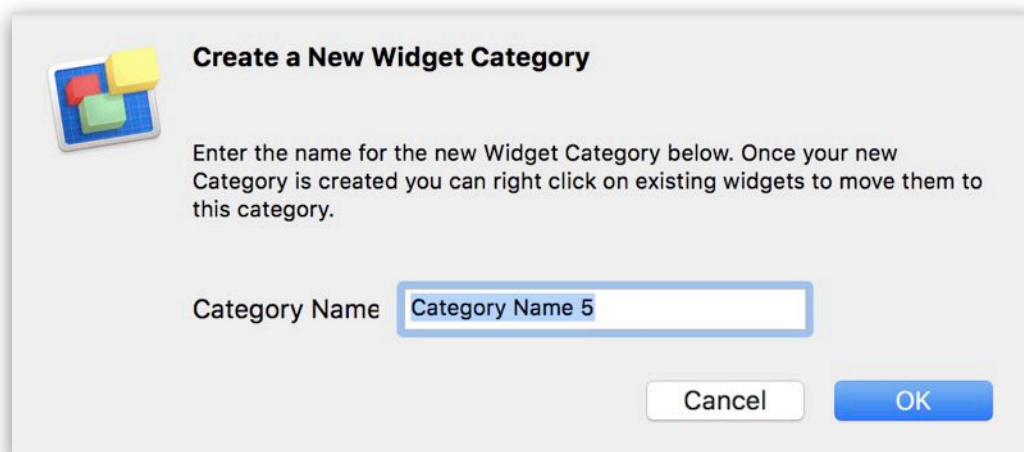 Create a New Widget Category
Enter the name for the new Widget Category below. Once your new
Category is created you can right click on existing widgets to move them to
this category.
Category Name
Category Name 5
Cancel
OK